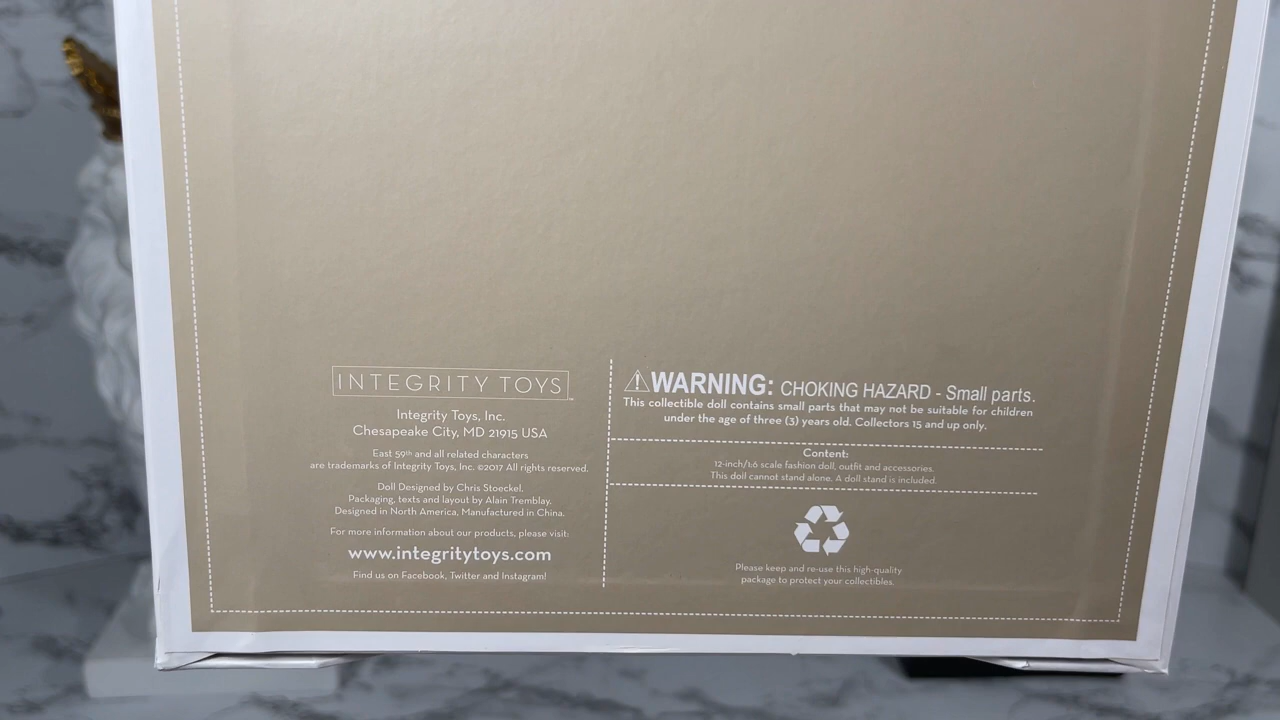 INTEGRITY TOYS™
Integrity Toys, Inc.
Chesapeake City, MD 21915 USA
East 59th and all related characters
are trademarks of Integrity Toys, Inc. ©2017 All rights reserved.
Doll Designed by Chris Stoeckel.
Packaging, texts and layout by Alain Tremblay.
Designed in North America, Manufactured in China.
For more information about our products, please visit:
www.integritytoys.com
Find us on Facebook, Twitter and Instagram!
⚠WARNING: CHOKING HAZARD - Small parts.
This collectible doll contains small parts that may not be suitable for children
under the age of three (3) years old. Collectors 15 and up only.
Content:
12-inch/1:6 scale fashion doll, outfit and accessories.
This doll cannot stand alone. A doll stand is included.
Please keep and re-use this high-quality
package to protect your collectibles.